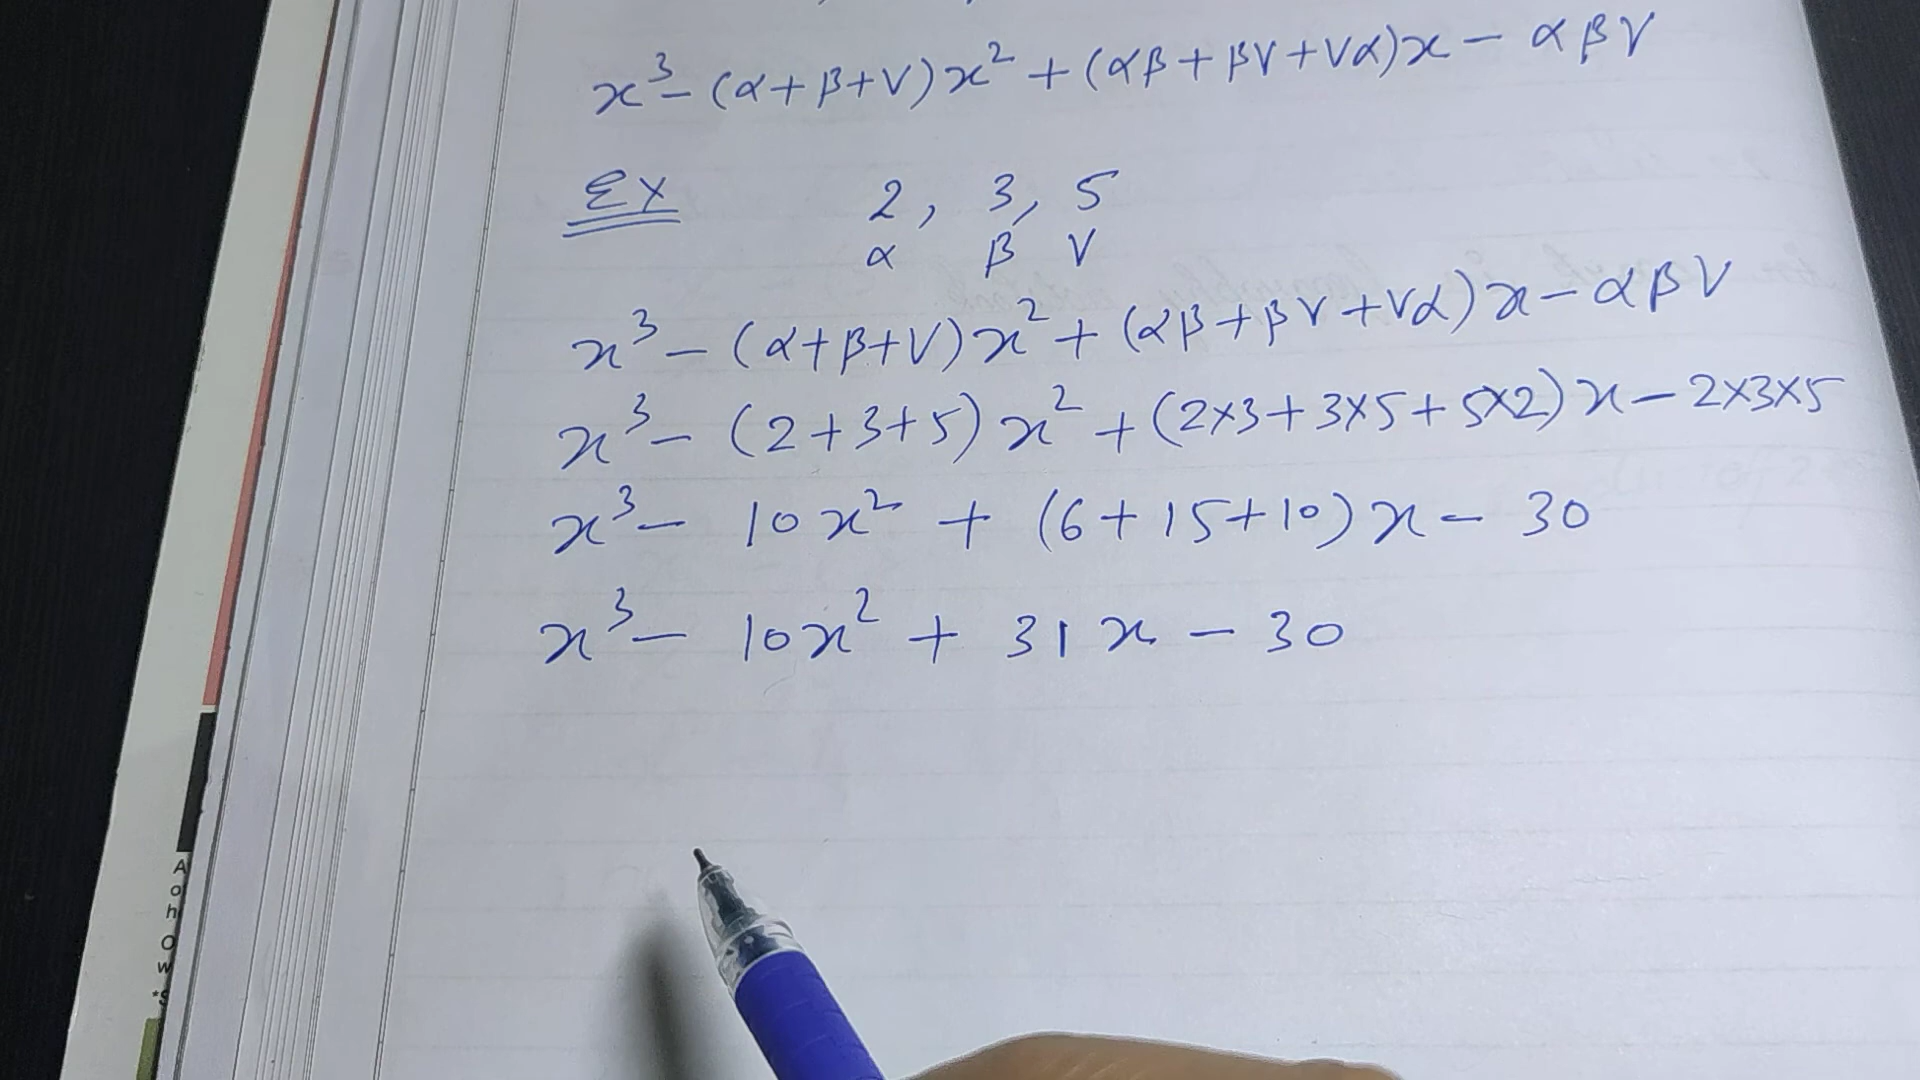 x³ - (α+β+γ)x² + (αβ+βγ+γα)x - αβγ
Ex 2, 3, 5
α β γ
x³ - (α+β+γ)x² + (αβ+βγ+γα)x - αβγ
x³ - (2+3+5)x² + (2×3+3×5+5×2)x - 2×3×5
x³ - 10x² + (6+15+10)x - 30
x³ - 10x² + 31x - 30
A
o
h
O
w
*S